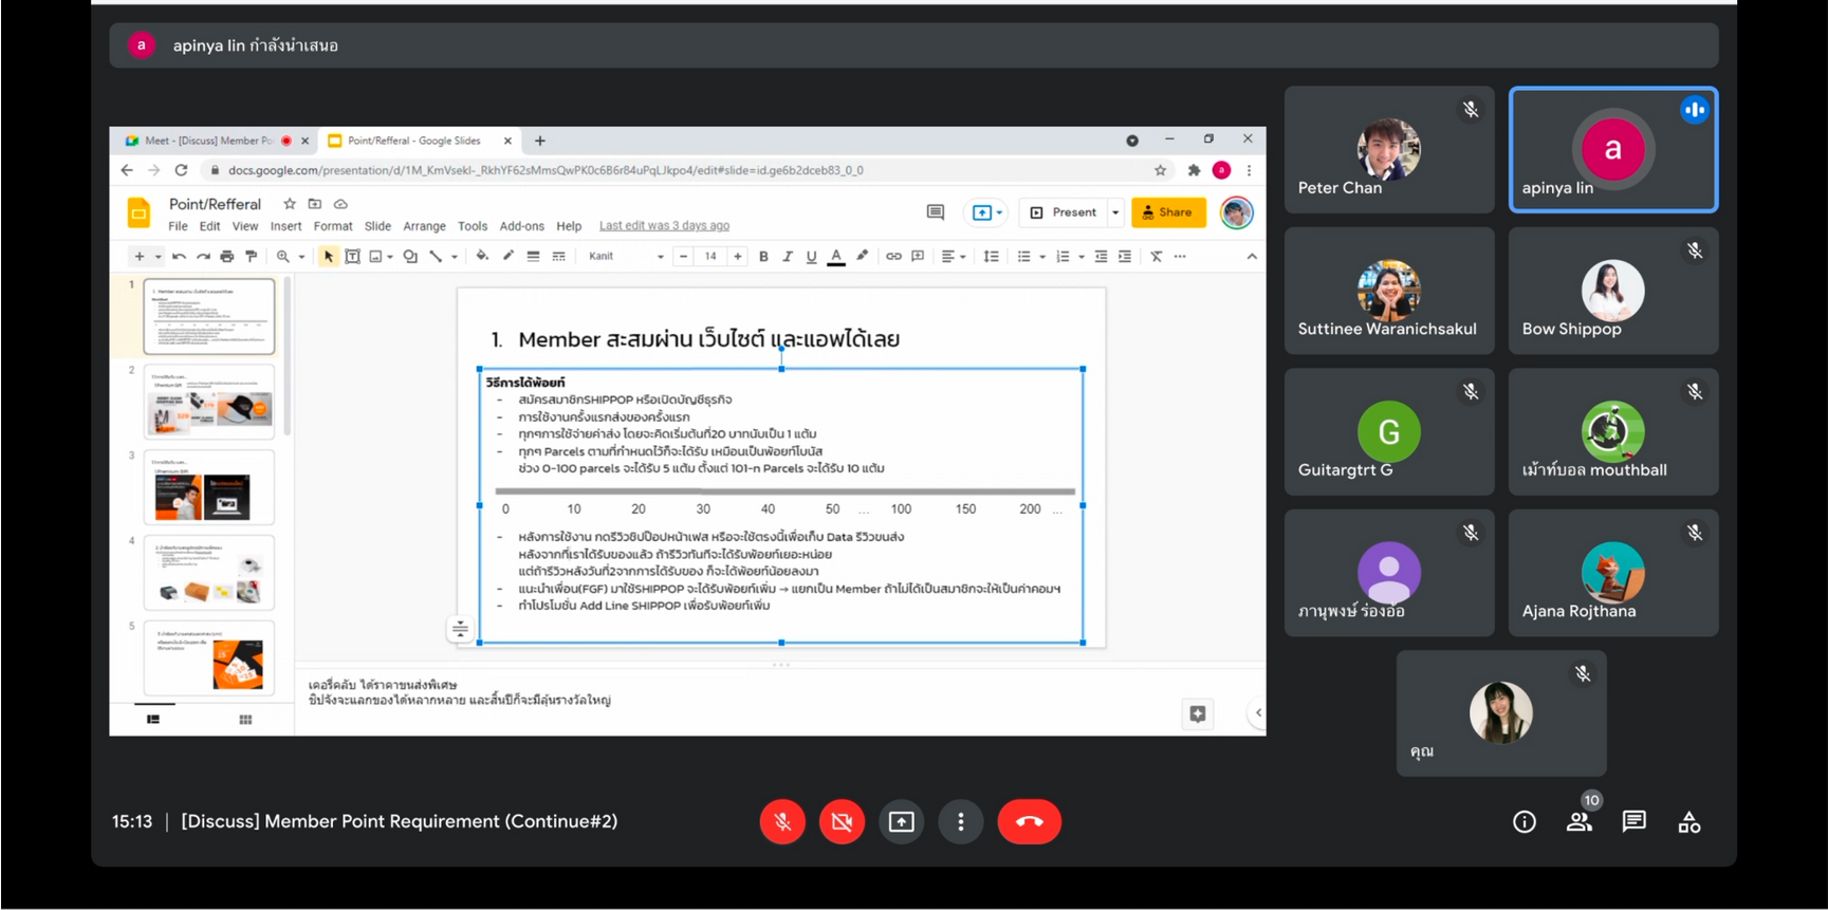 a apinya lin กำลังนำเสนอ
Meet - [Discuss] Member Po
Point/Refferal - Google Slides
docs.google.com/presentation/d/1M_KmVsekI-_RkhYF62sMmsQwPK0c6B6r84uPqLJkpo4/edit#slide=id.ge6b2dceb83_0_0
Point/Refferal
File Edit View Insert Format Slide Arrange Tools Add-ons Help Last edit was 3 days ago
Present
Share
Kanit
14
B I U A
1
2
3
4
5
1. Member สะสมผ่าน เว็บไซต์ และแอพได้เลย
วิธีการได้พ้อยท์
- สมัครสมาชิกSHIPPOP หรือเปิดบัญชีธุรกิจ
- การใช้งานครั้งแรกส่งของครั้งแรก
- ทุกๆการใช้จ่ายค่าส่ง โดยจะคิดเริ่มต้นที่20 บาทนับเป็น 1 แต้ม
- ทุกๆ Parcels ตามที่กำหนดไว้ก็จะได้รับ เหมือนเป็นพ้อยท์โบนัส
ช่วง 0-100 parcels จะได้รับ 5 แต้ม ตั้งแต่ 101-n Parcels จะได้รับ 10 แต้ม
0 10 20 30 40 50 ... 100 150 200 ...
- หลังการใช้งาน กดรีวิวชิปป๊อปหน้าเฟส หรือจะใช้ตรงนี้เพื่อเก็บ Data รีวิวขนส่ง
หลังจากที่เราได้รับของแล้ว ถ้ารีวิวทันทีจะได้รับพ้อยท์เยอะหน่อย
แต่ถ้ารีวิวหลังวันที่2จากการได้รับของ ก็จะได้พ้อยท์น้อยลงมา
- แนะนำเพื่อน(FGF) มาใช้SHIPPOP จะได้รับพ้อยท์เพิ่ม → แยกเป็น Member ถ้าไม่ได้เป็นสมาชิกจะให้เป็นค่าคอมฯ
- ทำโปรโมชั่น Add Line SHIPPOP เพื่อรับพ้อยท์เพิ่ม
เคอรี่คลับ ได้ราคาขนส่งพิเศษ
ชิปจังจะแลกของได้หลากหลาย และสิ้นปีก็จะมีลุ้นรางวัลใหญ่
Peter Chan
a
apinya lin
Suttinee Waranichsakul
Bow Shippop
G
Guitargtrt G
เม้าท์บอล mouthball
ภานุพงษ์ ร่องอ้อ
Ajana Rojthana
คุณ
15:13 | [Discuss] Member Point Requirement (Continue#2)
10